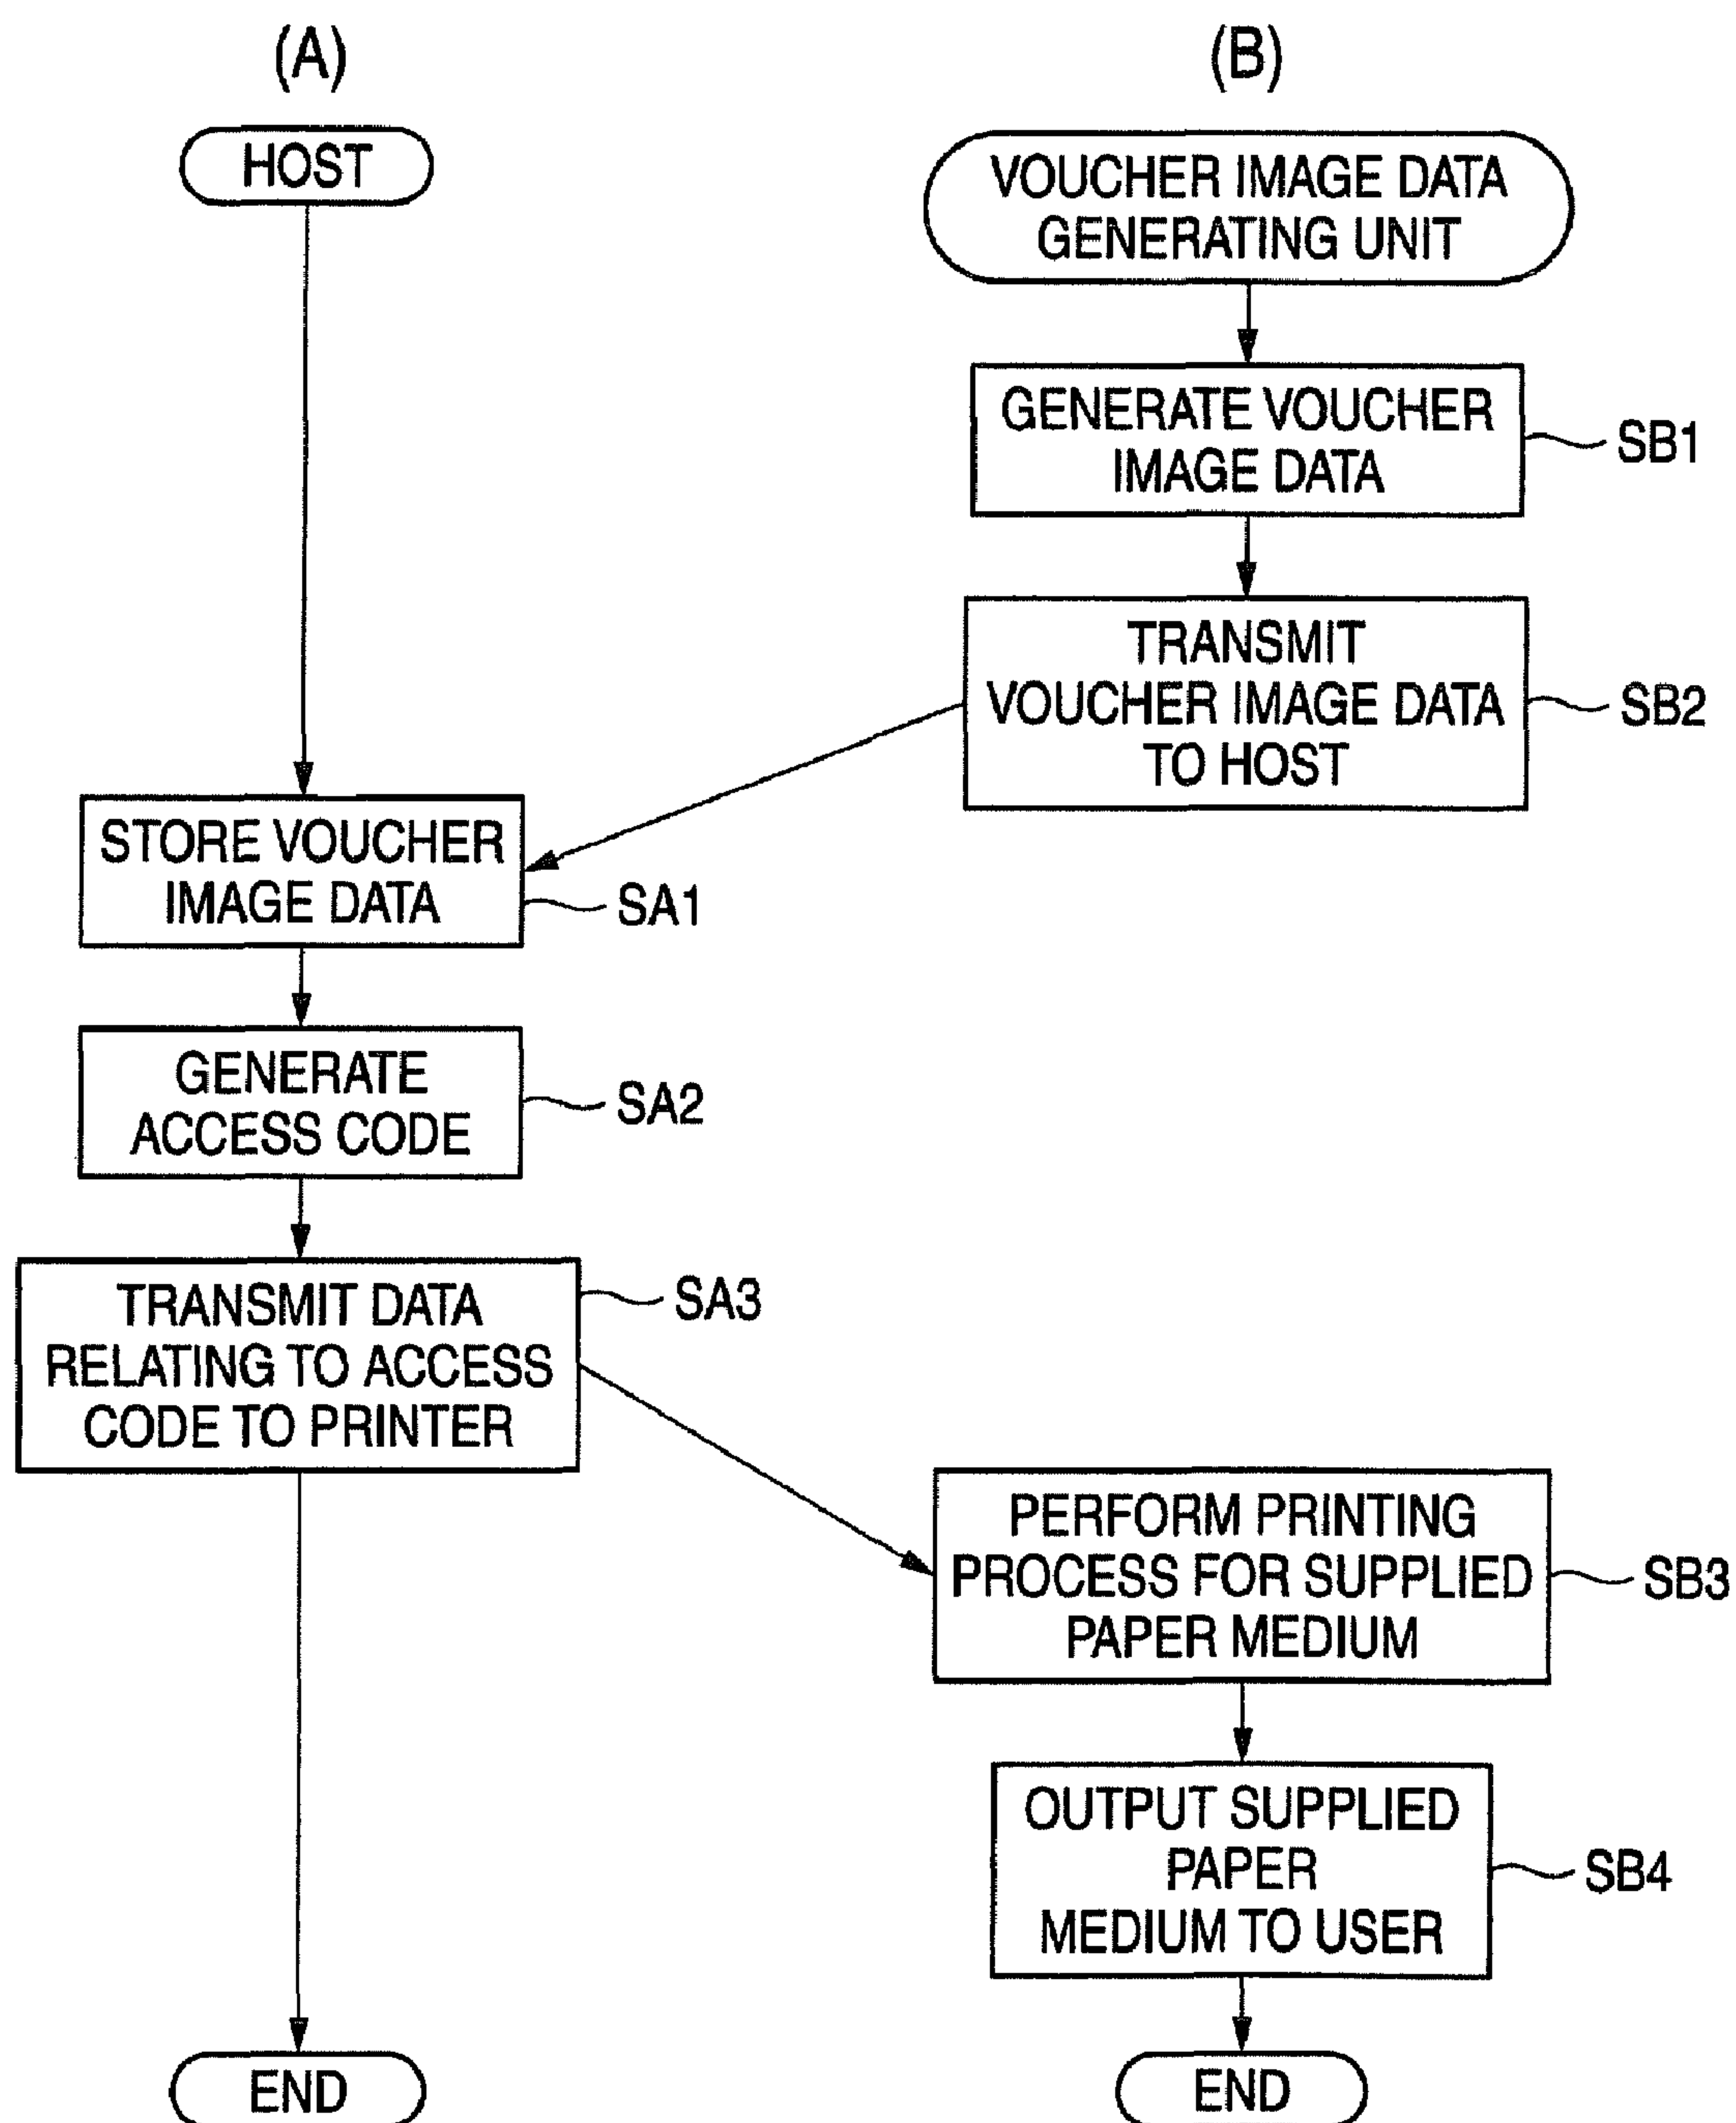 (A)
HOST
STORE VOUCHER
IMAGE DATA
SA1
GENERATE
ACCESS CODE
SA2
TRANSMIT DATA
RELATING TO ACCESS
CODE TO PRINTER
SA3
END
(B)
VOUCHER IMAGE DATA
GENERATING UNIT
GENERATE VOUCHER
IMAGE DATA
SB1
TRANSMIT
VOUCHER IMAGE DATA
TO HOST
SB2
PERFORM PRINTING
PROCESS FOR SUPPLIED
PAPER MEDIUM
SB3
OUTPUT SUPPLIED
PAPER
MEDIUM TO USER
SB4
END